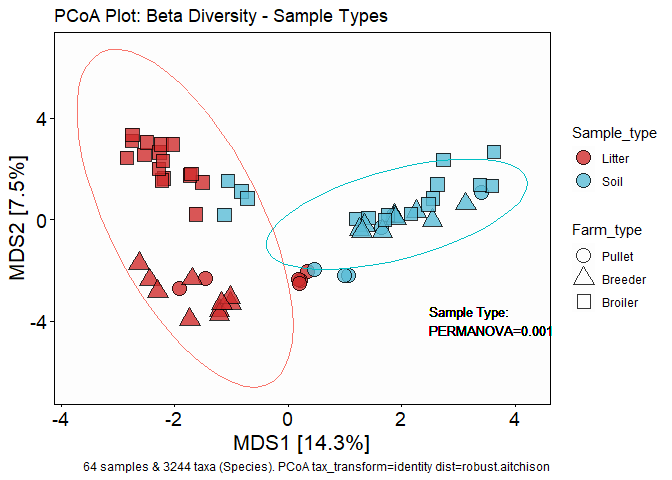 PCoA Plot: Beta Diversity - Sample Types
MDS2 [7.5%]
4
0
-4
-4
-2
0
2
4
MDS1 [14.3%]
Sample Type:
PERMANOVA=0.001
Sample_type
Litter
Soil
Farm_type
Pullet
Breeder
Broiler
64 samples & 3244 taxa (Species). PCoA tax_transform=identity dist=robust.aitchison